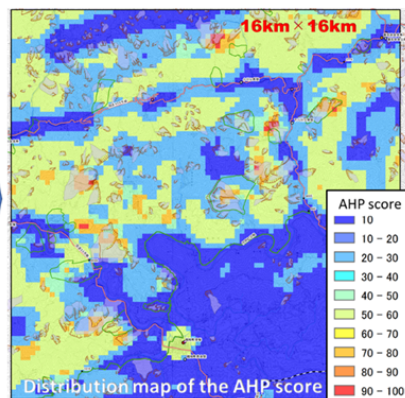 16km × 16km
AHP score
10
10 - 20
20 - 30
30 - 40
40 - 50
50 - 60
60 - 70
70 - 80
80 - 90
90 - 100
Distribution map of the AHP score